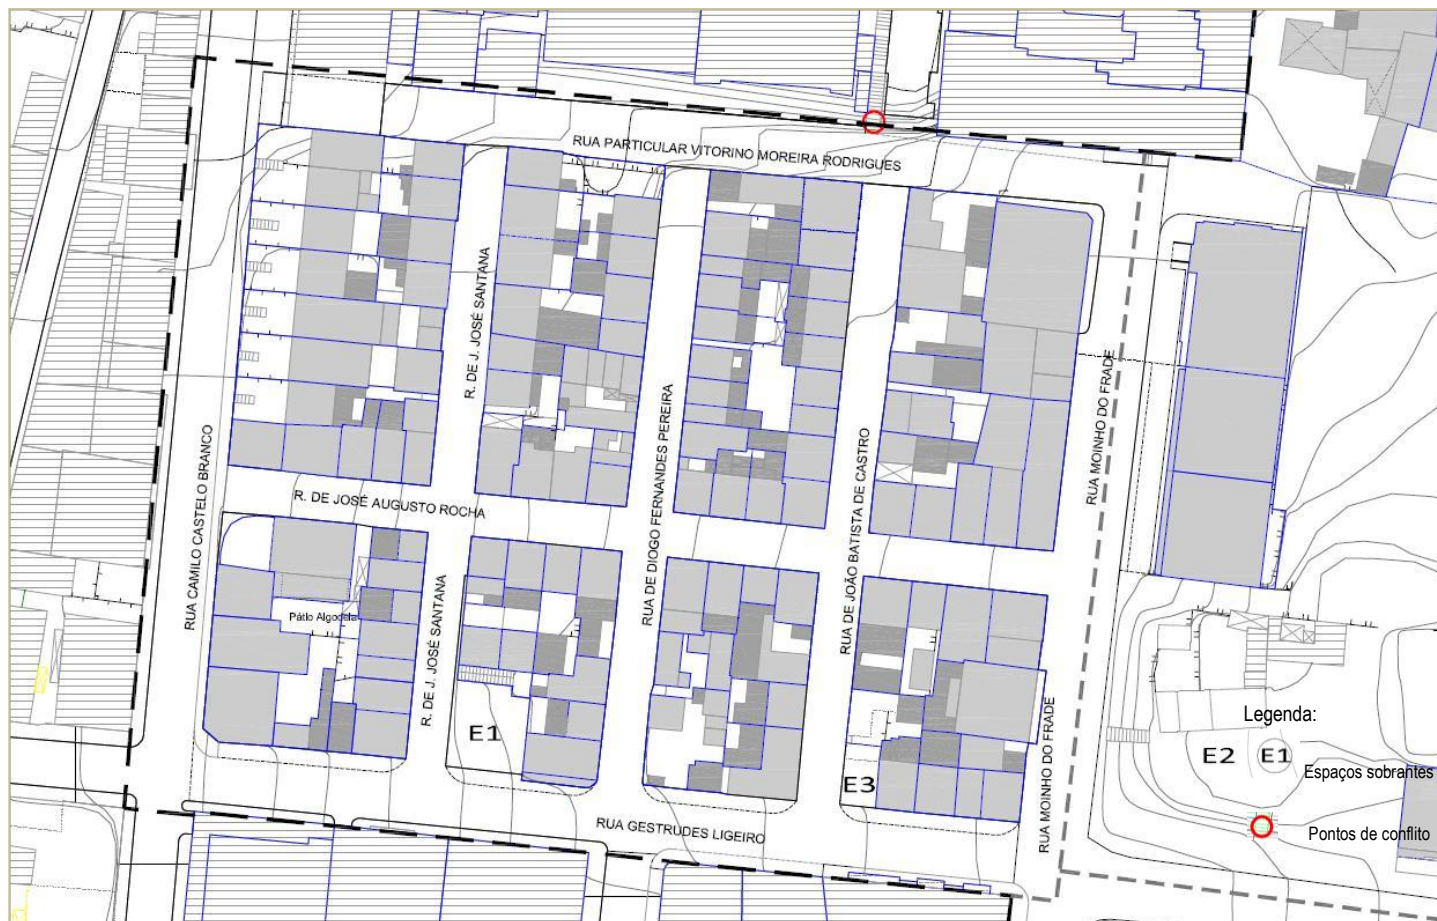 RUA PARTICULAR VITORINO MOREIRA RODRIGUES
R. DE J. JOSÉ SANTANA
RUA DE DIOGO FERNANDES PEREIRA
RUA DE JOÃO BATISTA DE CASTRO
RUA MOINHO DO FRADE
RUA CAMILO CASTELO BRANCO
R. DE JOSÉ AUGUSTO ROCHA
R. DE J. JOSÉ SANTANA
Pátio Algodeia
E1
E3
RUA MOINHO DO FRADE
RUA GESTRUDES LIGEIRO
Legenda:
E2 E1
Espaços sobrantes
Pontos de conflito